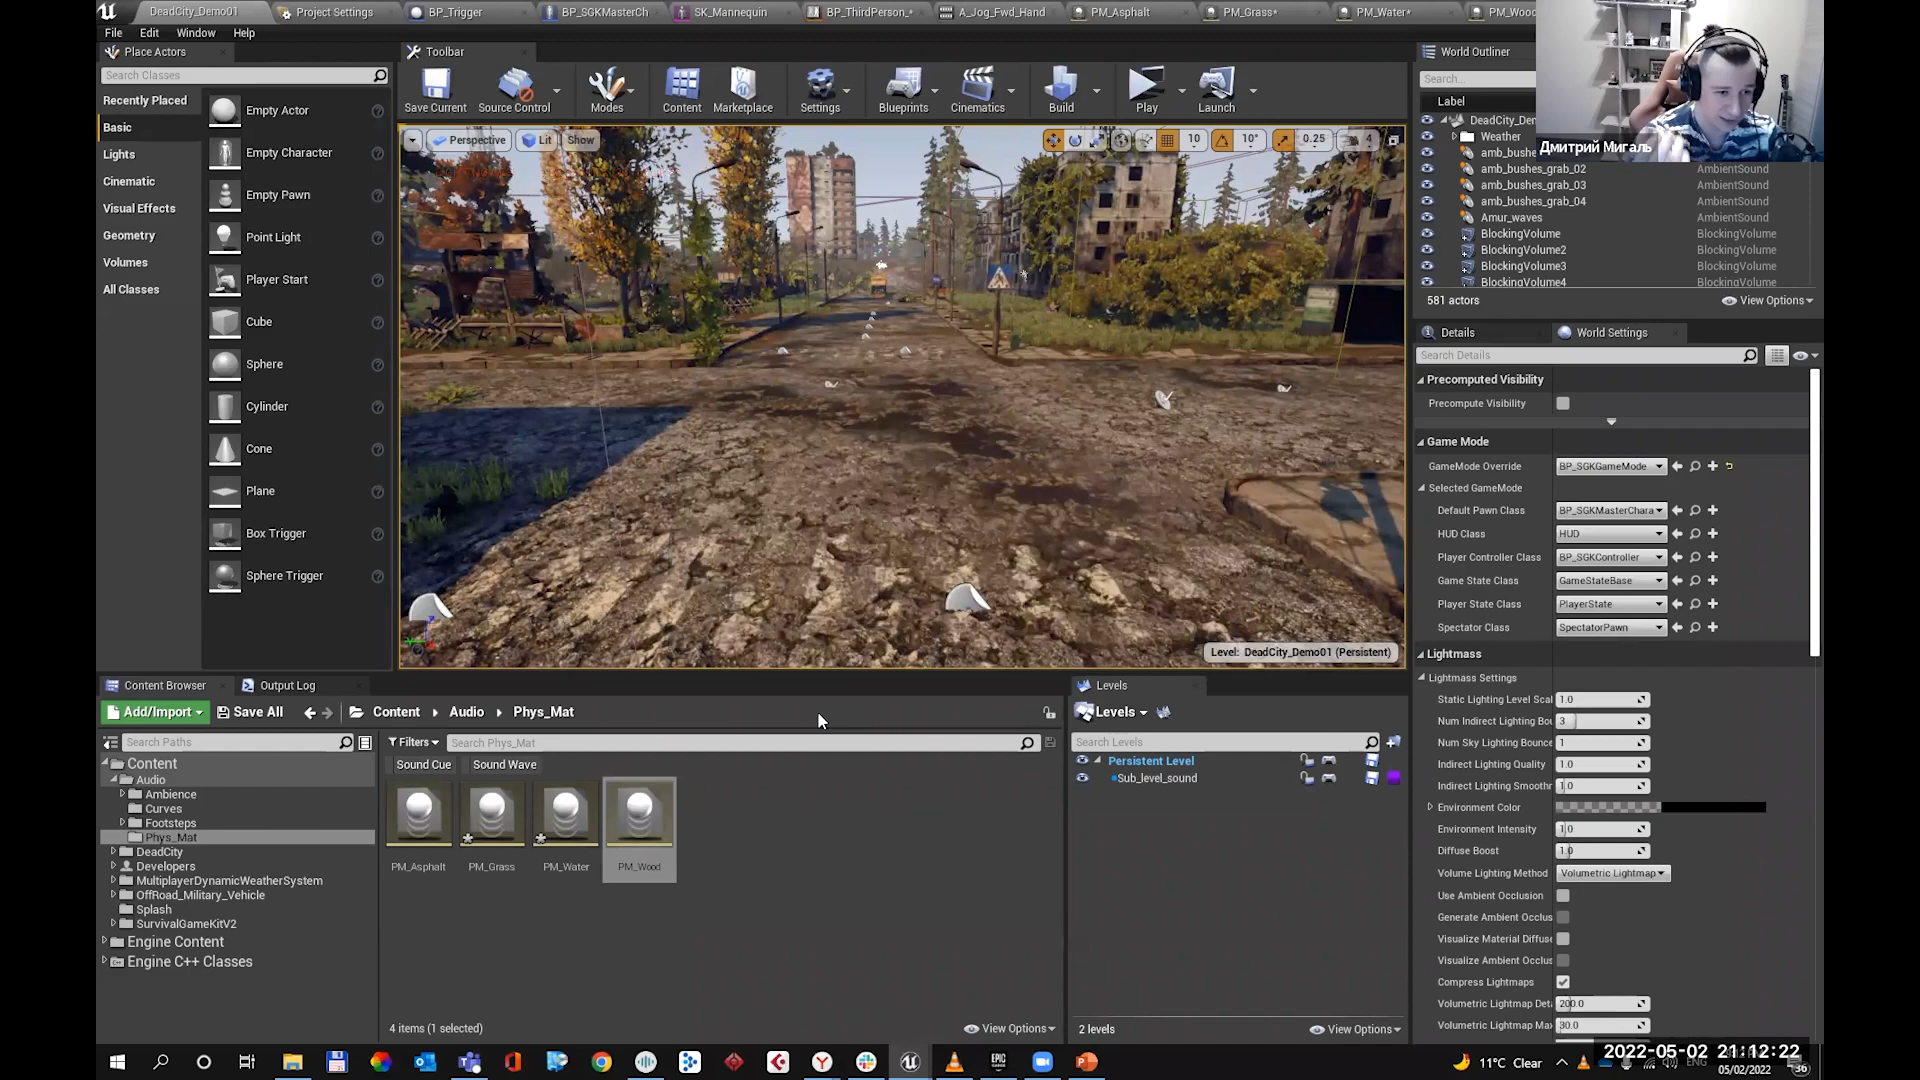 DeadCity_Demo01
Project Settings
BP_Trigger
BP_SGKMasterCh
SK_Mannequin
BP_ThirdPerson_*
A_Jog_Fwd_Hand
PM_Asphalt
PM_Grass*
PM_Water*
PM_Wood
File Edit Window Help
Place Actors
Search Classes
Recently Placed
Basic
Lights
Cinematic
Visual Effects
Geometry
Volumes
All Classes
Empty Actor
Empty Character
Empty Pawn
Point Light
Player Start
Cube
Sphere
Cylinder
Cone
Plane
Box Trigger
Sphere Trigger
Toolbar
Save Current
Source Control
Modes
Content
Marketplace
Settings
Blueprints
Cinematics
Build
Play
Launch
Perspective
Lit
Show
10
10°
0.25
4
Level: DeadCity_Demo01 (Persistent)
World Outliner
Search...
Label
DeadCity_Den
Weather
amb_bushes
amb_bushes_grab_02 AmbientSound
amb_bushes_grab_03 AmbientSound
amb_bushes_grab_04 AmbientSound
Amur_waves AmbientSound
BlockingVolume BlockingVolume
BlockingVolume2 BlockingVolume
BlockingVolume3 BlockingVolume
BlockingVolume4 BlockingVolume
581 actors
View Options
Дмитрий Мигаль
Details
World Settings
Search Details
Precomputed Visibility
Precompute Visibility
Game Mode
GameMode Override BP_SGKGameMode
Selected GameMode
Default Pawn Class BP_SGKMasterChara
HUD Class HUD
Player Controller Class BP_SGKController
Game State Class GameStateBase
Player State Class PlayerState
Spectator Class SpectatorPawn
Lightmass
Lightmass Settings
Static Lighting Level Scal 1.0
Num Indirect Lighting Bou 3
Num Sky Lighting Bounce 1
Indirect Lighting Quality 1.0
Indirect Lighting Smoothr 1.0
Environment Color
Environment Intensity 1.0
Diffuse Boost 1.0
Volume Lighting Method Volumetric Lightmap
Use Ambient Occlusion
Generate Ambient Occlus
Visualize Material Diffuse
Visualize Ambient Occlus
Compress Lightmaps
Volumetric Lightmap Deta 200.0
Volumetric Lightmap Max 30.0
Content Browser
Output Log
Add/Import
Save All
Content
Audio
Phys_Mat
Search Paths
Filters
Search Phys_Mat
Sound Cue
Sound Wave
Content
Audio
Ambience
Curves
Footsteps
Phys_Mat
DeadCity
Developers
MultiplayerDynamicWeatherSystem
OffRoad_Military_Vehicle
Splash
SurvivalGameKitV2
Engine Content
Engine C++ Classes
PM_Asphalt
PM_Grass
PM_Water
PM_Wood
4 items (1 selected)
View Options
Levels
Levels
Search Levels
Persistent Level
Sub_level_sound
2 levels
View Options
11°C Clear
ENG
2022-05-02 21:12:22
05/02/2022
36